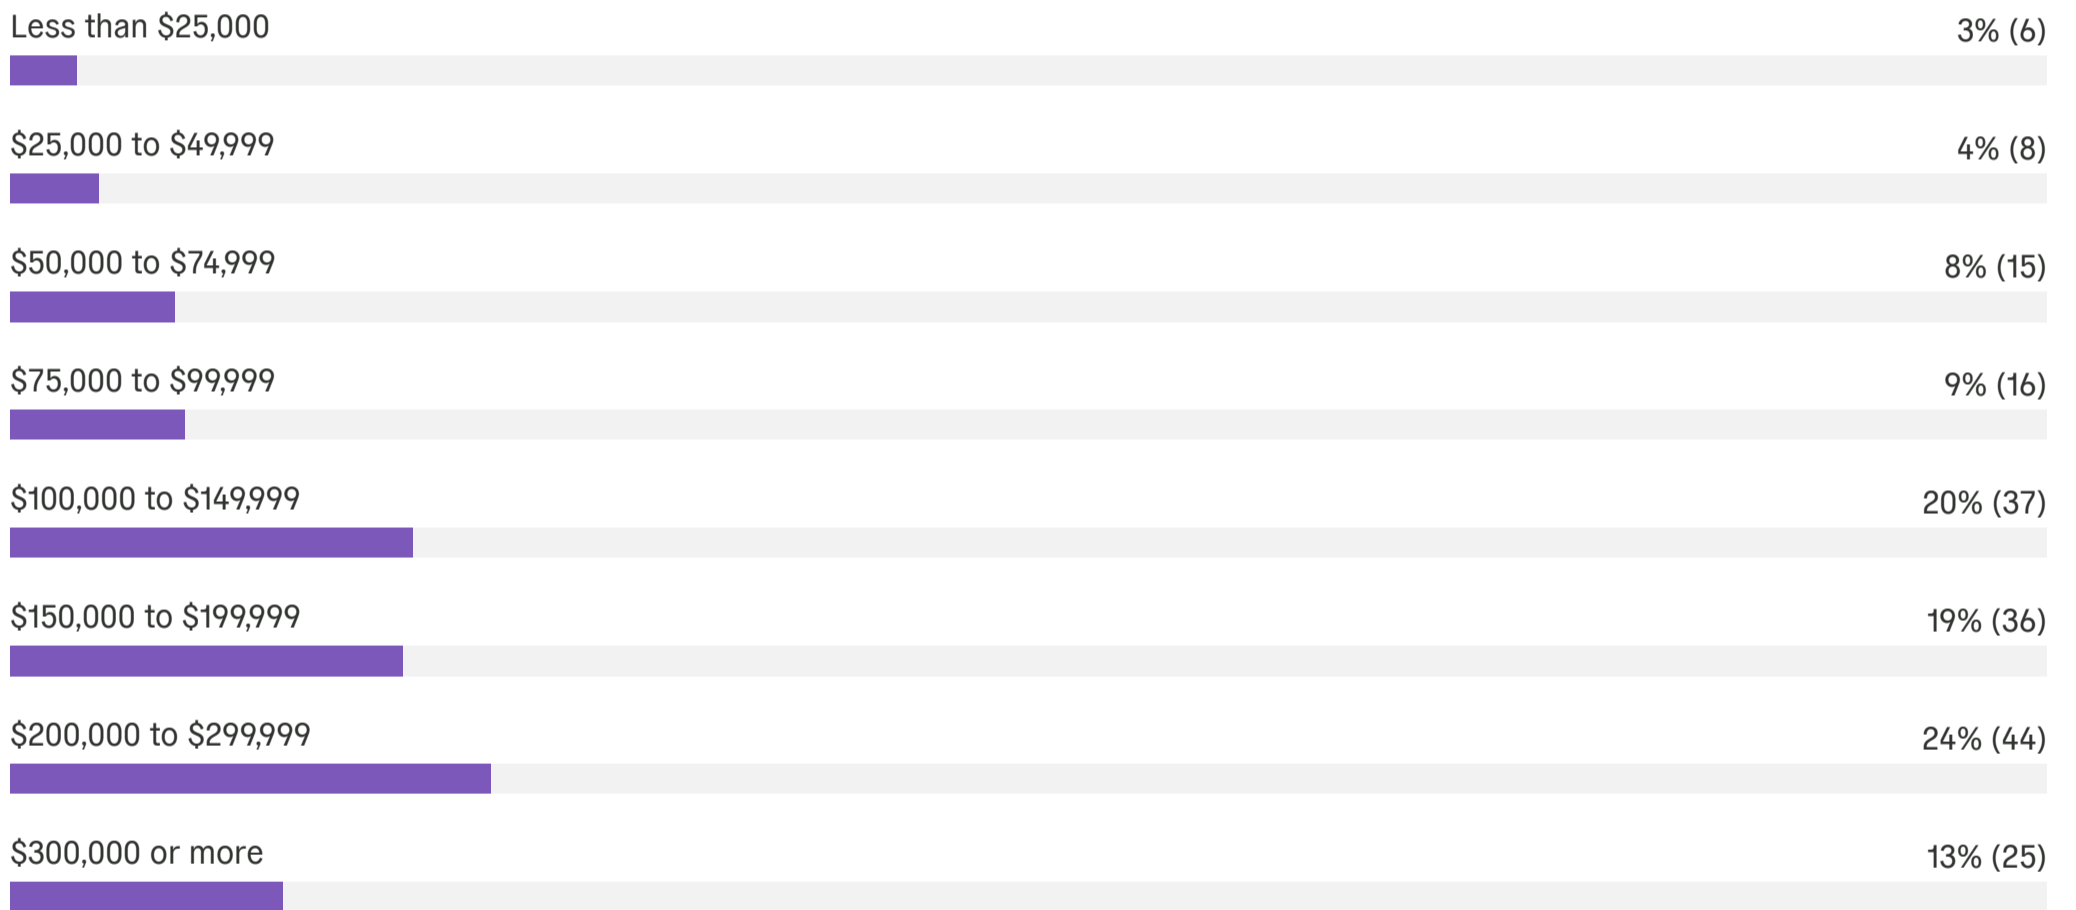 Less than $25,000 3% (6)
$25,000 to $49,999 4% (8)
$50,000 to $74,999 8% (15)
$75,000 to $99,999 9% (16)
$100,000 to $149,999 20% (37)
$150,000 to $199,999 19% (36)
$200,000 to $299,999 24% (44)
$300,000 or more 13% (25)